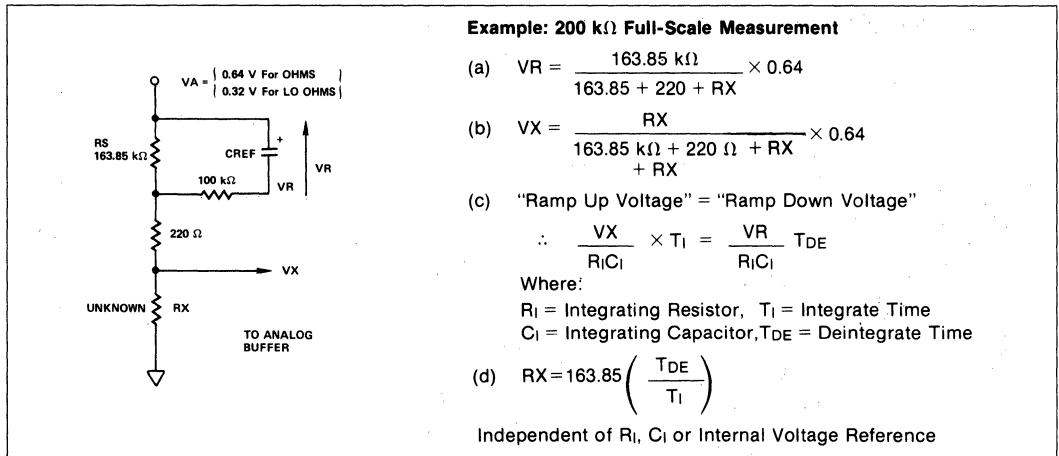 VA = { 0.64 V For OHMS
{ 0.32 V For LO OHMS }
RS
163.85 kΩ
CREF
+
VR
100 kΩ
VR
220 Ω
VX
UNKNOWN RX
TO ANALOG
BUFFER
Example: 200 kΩ Full-Scale Measurement
(a) VR = 163.85 kΩ
163.85 + 220 + RX
× 0.64
(b) VX = RX
163.85 kΩ + 220 Ω + RX
+ RX
× 0.64
(c) "Ramp Up Voltage" = "Ramp Down Voltage"
∴ VX / RICI × TI = VR / RICI TDE
Where:
RI = Integrating Resistor, TI = Integrate Time
CI = Integrating Capacitor, TDE = Deintegrate Time
(d) RX = 163.85 ( TDE / TI )
Independent of RI, CI or Internal Voltage Reference